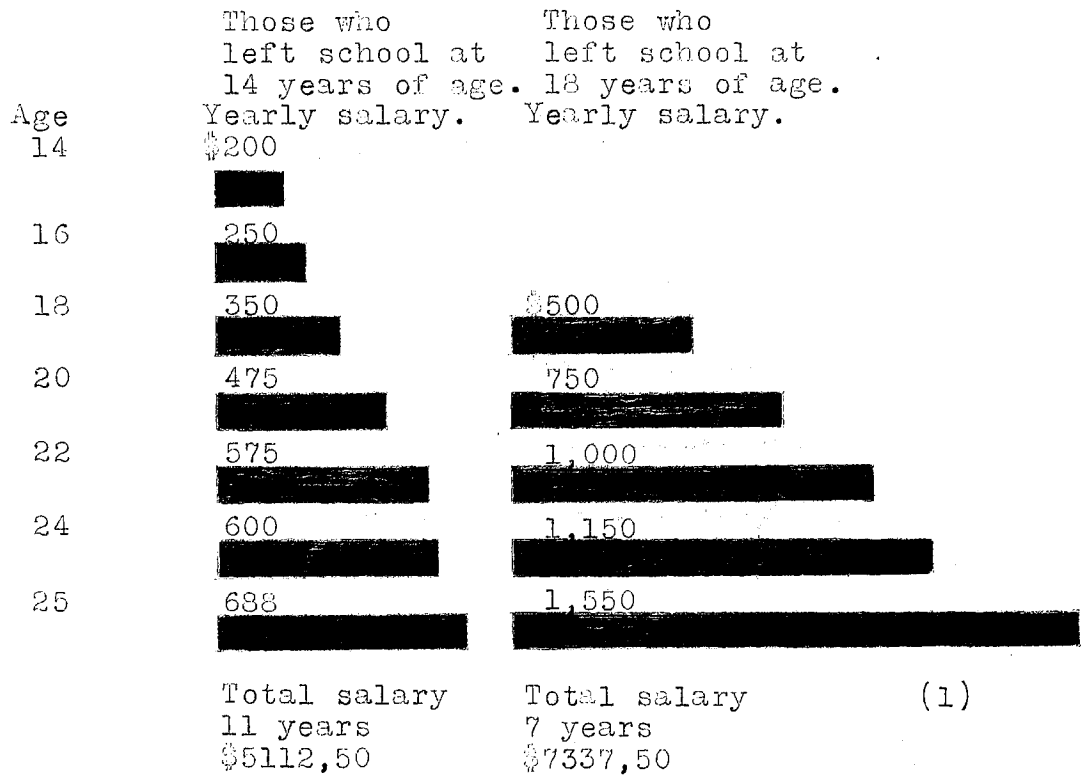 Those who Those who
left school at left school at
14 years of age. 18 years of age.
Age Yearly salary. Yearly salary.
14 $200
16 250
18 350 $500
20 475 750
22 575 1,000
24 600 1,150
25 688 1,550
Total salary Total salary (1)
11 years 7 years
$5112,50 $7337,50